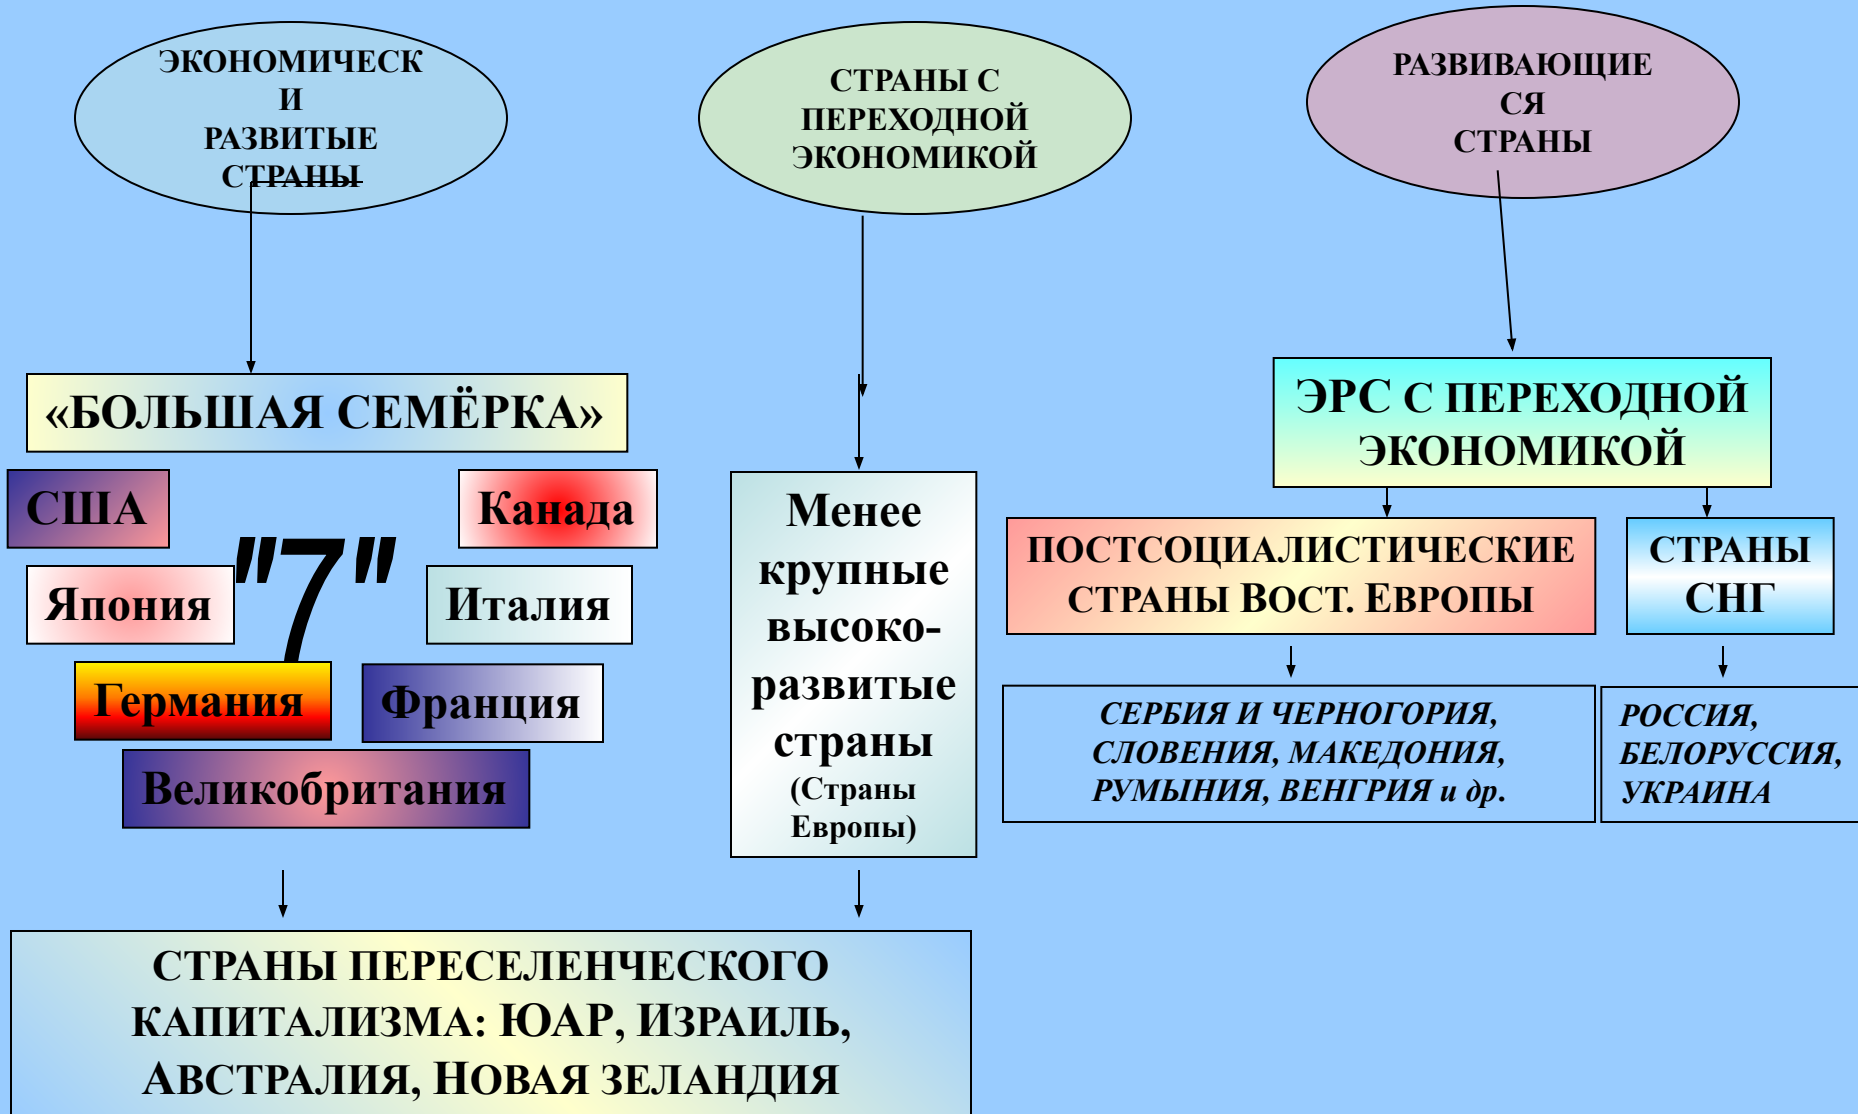 ЭКОНОМИЧЕСК
И
РАЗВИТЫЕ
СТРАНЫ
СТРАНЫ С
ПЕРЕХОДНОЙ
ЭКОНОМИКОЙ
РАЗВИВАЮЩИЕ
СЯ
СТРАНЫ
«БОЛЬШАЯ СЕМЁРКА»
США
Канада
"7"
Япония
Италия
Германия
Франция
Великобритания
Менее
крупные
высоко-
развитые
страны
(Страны
Европы)
ЭРС С ПЕРЕХОДНОЙ
ЭКОНОМИКОЙ
ПОСТСОЦИАЛИСТИЧЕСКИЕ
СТРАНЫ ВОСТ. ЕВРОПЫ
СТРАНЫ
СНГ
СЕРБИЯ И ЧЕРНОГОРИЯ,
СЛОВЕНИЯ, МАКЕДОНИЯ,
РУМЫНИЯ, ВЕНГРИЯ и др.
РОССИЯ,
БЕЛОРУССИЯ,
УКРАИНА
СТРАНЫ ПЕРЕСЕЛЕНЧЕСКОГО
КАПИТАЛИЗМА: ЮАР, ИЗРАИЛЬ,
АВСТРАЛИЯ, НОВАЯ ЗЕЛАНДИЯ